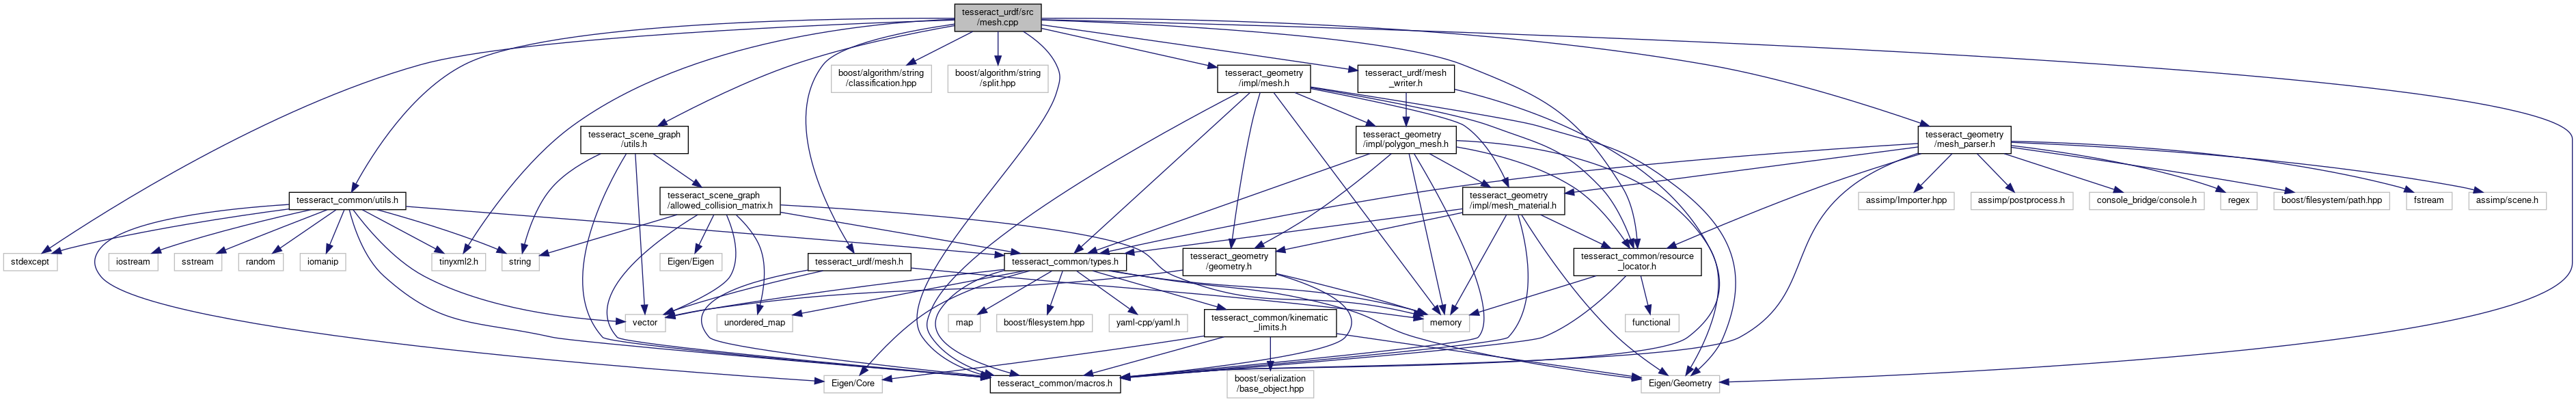 tesseract_urdf/src
/mesh.cpp
boost/algorithm/string
/classification.hpp
boost/algorithm/string
/split.hpp
tesseract_geometry
/impl/mesh.h
tesseract_urdf/mesh
_writer.h
tesseract_scene_graph
/utils.h
tesseract_geometry
/impl/polygon_mesh.h
tesseract_geometry
/mesh_parser.h
tesseract_common/utils.h
tesseract_scene_graph
/allowed_collision_matrix.h
tesseract_geometry
/impl/mesh_material.h
assimp/Importer.hpp
assimp/postprocess.h
console_bridge/console.h
regex
boost/filesystem/path.hpp
fstream
assimp/scene.h
stdexcept
iostream
sstream
random
iomanip
tinyxml2.h
string
Eigen/Eigen
tesseract_urdf/mesh.h
tesseract_common/types.h
tesseract_geometry
/geometry.h
tesseract_common/resource
_locator.h
vector
unordered_map
map
boost/filesystem.hpp
yaml-cpp/yaml.h
tesseract_common/kinematic
_limits.h
memory
functional
Eigen/Core
tesseract_common/macros.h
boost/serialization
/base_object.hpp
Eigen/Geometry